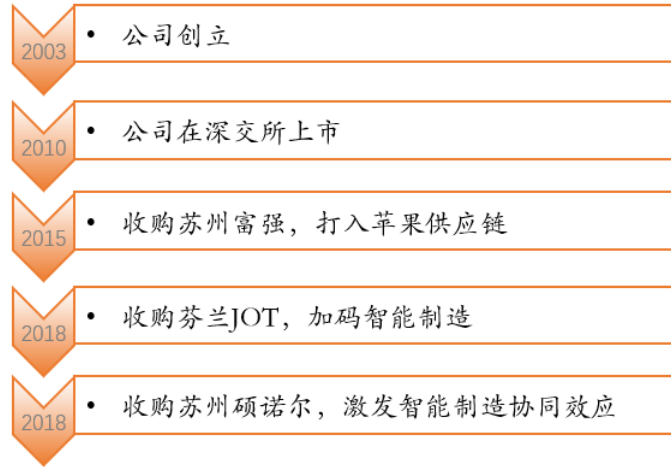 2003
• 公司创立
2010
• 公司在深交所上市
2015
• 收购苏州富强，打入苹果供应链
2018
• 收购芬兰JOT，加码智能制造
2018
• 收购苏州硕诺尔，激发智能制造协同效应